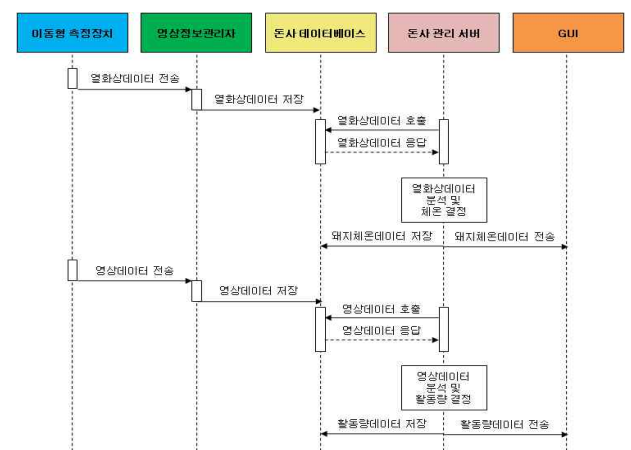 이동형 측정장치
영상정보관리자
돈사 데이터베이스
돈사 관리 서버
GUI
열화상데이터 전송
열화상데이터 저장
열화상데이터 호출
열화상데이터 응답
열화상데이터
분석 및
체온 결정
돼지체온데이터 저장
돼지체온데이터 전송
영상데이터 전송
영상데이터 저장
영상데이터 호출
영상데이터 응답
영상데이터
분석 및
활동량 결정
활동량데이터 저장
활동량데이터 전송